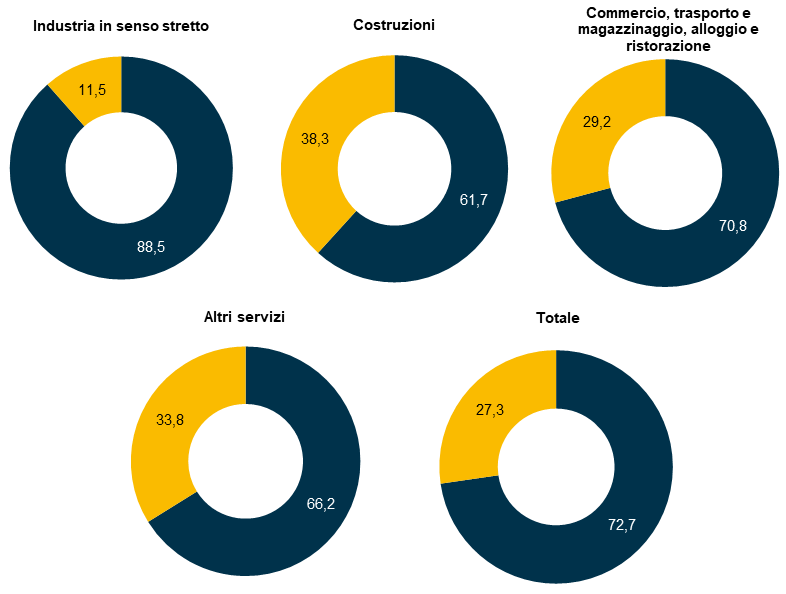 Industria in senso stretto
11,5
88,5
Costruzioni
38,3
61,7
Commercio, trasporto e
magazzinaggio, alloggio e
ristorazione
29,2
70,8
Altri servizi
33,8
66,2
Totale
27,3
72,7